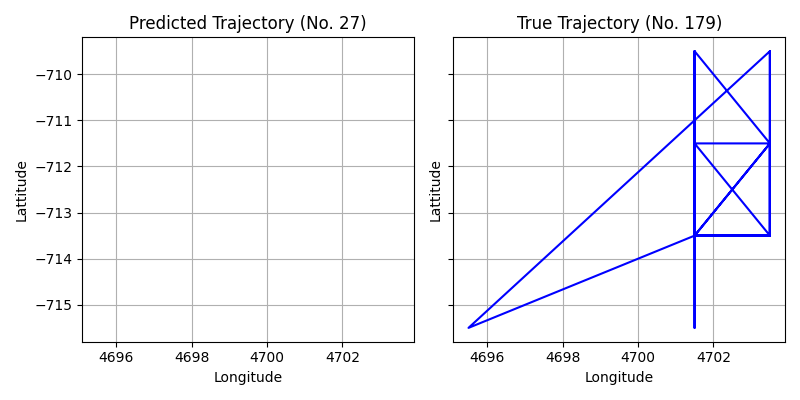 Predicted Trajectory (No. 27)
True Trajectory (No. 179)
−710
−711
−712
−713
−714
−715
Lattitude
Lattitude
4696 4698 4700 4702
4696 4698 4700 4702
Longitude
Longitude